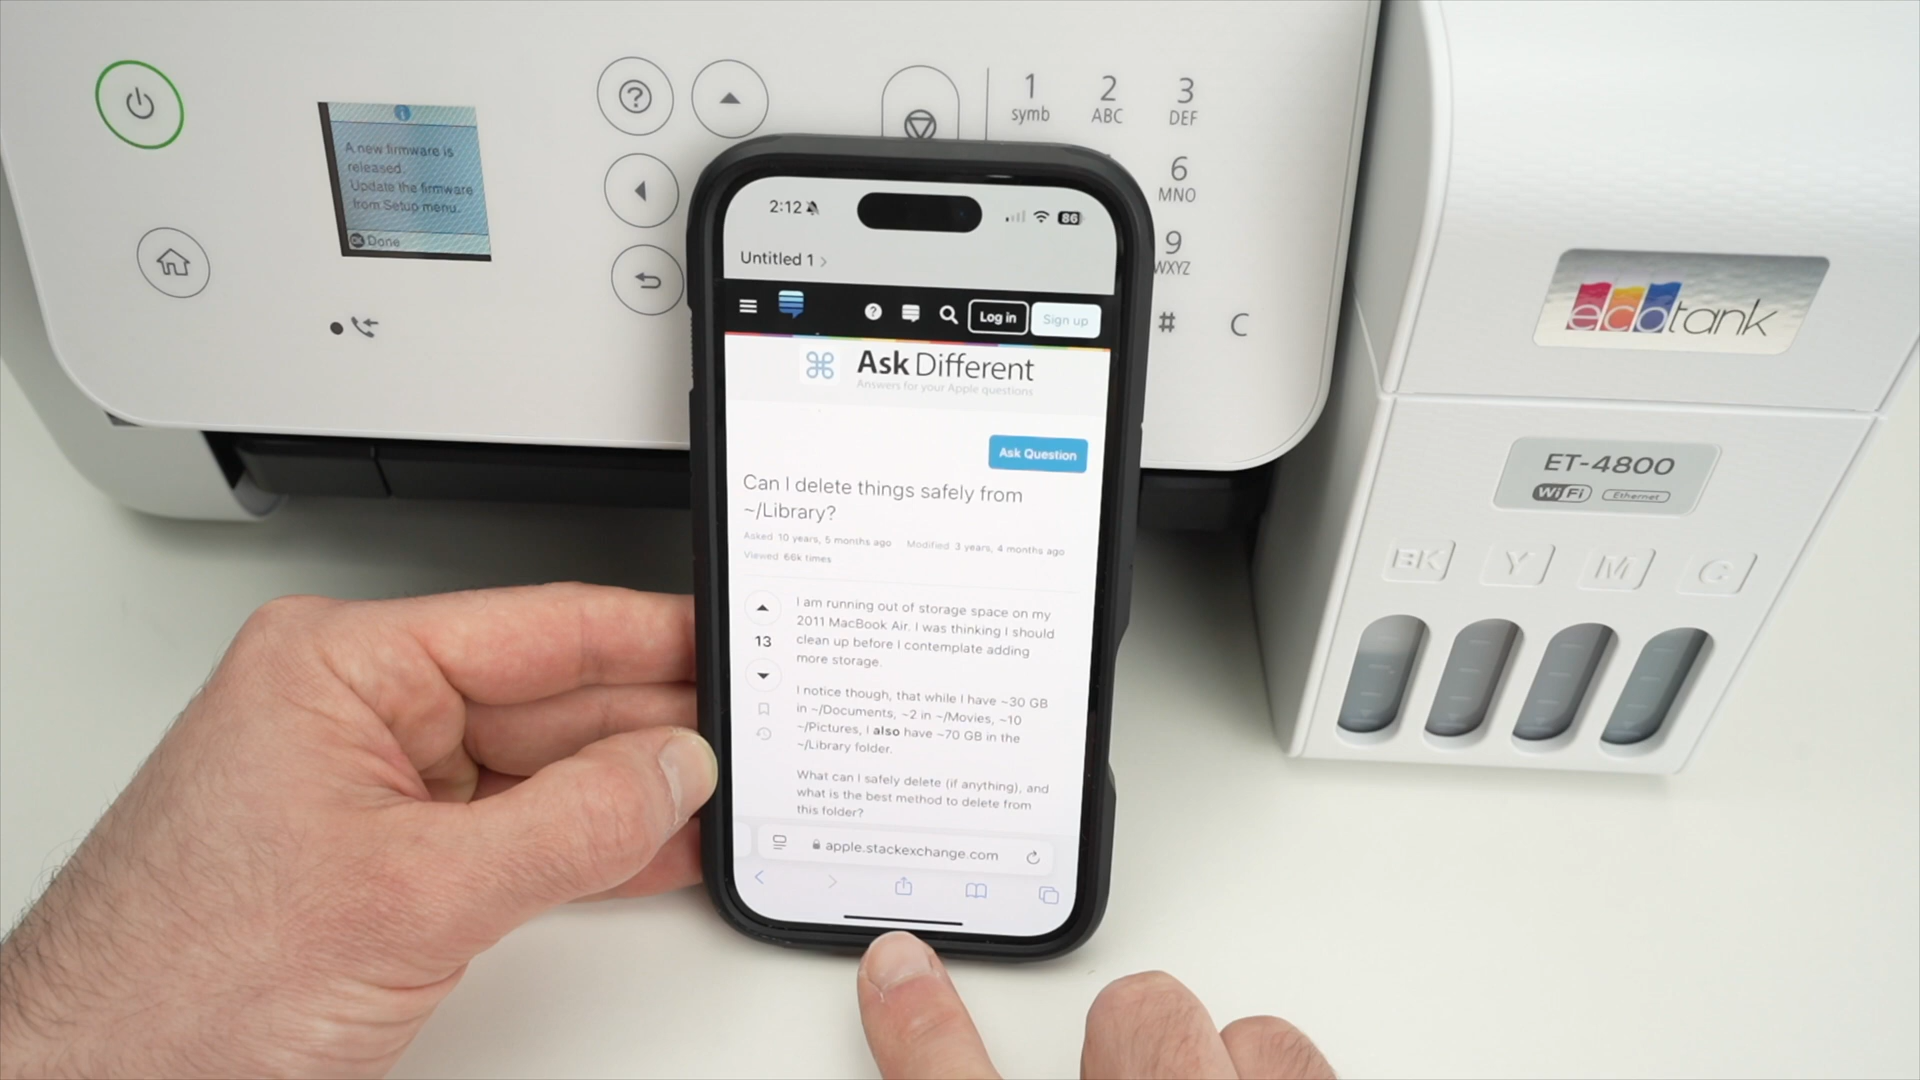 A new firmware is
released.
Update the firmware
from Setup menu.
OK Done
1
symb
2
ABC
3
DEF
6
MNO
9
WXYZ
#
C
2:12
86
Untitled 1 >
Log in
Sign up
Ask Different
Answers for your Apple questions
Ask Question
Can I delete things safely from
~/Library?
Asked 10 years, 5 months ago Modified 3 years, 4 months ago
Viewed 66k times
13
I am running out of storage space on my
2011 MacBook Air. I was thinking I should
clean up before I contemplate adding
more storage.
I notice though, that while I have ~30 GB
in ~/Documents, ~2 in ~/Movies, ~10
~/Pictures, I also have ~70 GB in the
~/Library folder.
What can I safely delete (if anything), and
what is the best method to delete from
this folder?
apple.stackexchange.com
ecotank
ET-4800
WiFi Ethernet
BK Y M C